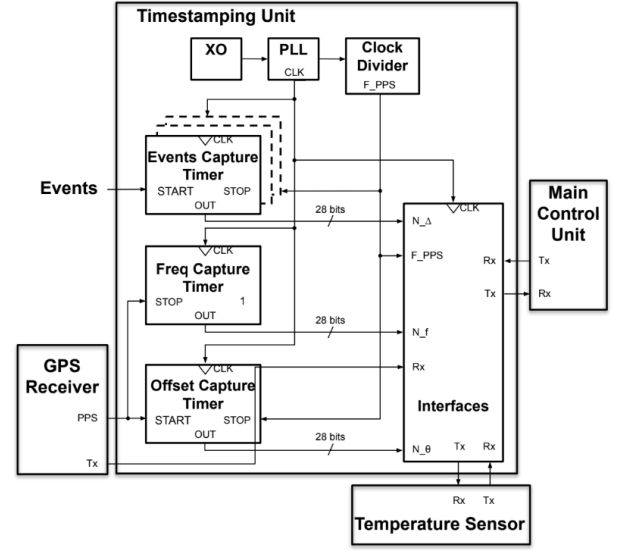 Timestamping Unit
XO
PLL
CLK
Clock
Divider
F_PPS
CLK
Events Capture
Timer
START STOP
OUT
Events
28 bits
CLK
Freq Capture
Timer
STOP 1
OUT
28 bits
CLK
Offset Capture
Timer
START STOP
OUT
28 bits
GPS
Receiver
PPS
Tx
CLK
N_Δ
F_PPS
Rx
Tx
N_f
Rx
Interfaces
N_θ Tx Rx
Main
Control
Unit
Tx
Rx
Rx Tx
Temperature Sensor